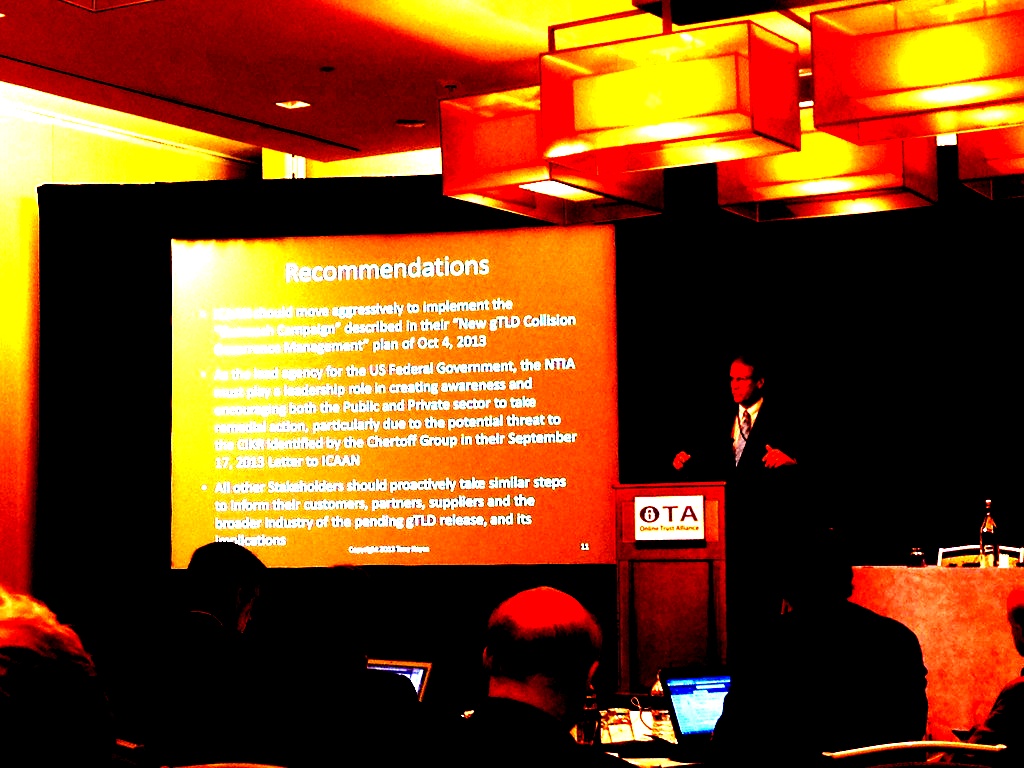 Recommendations
• ICANN should move aggressively to implement the
"Outreach Campaign" described in their "New gTLD Collision
Occurrence Management" plan of Oct 4, 2013
• As the lead agency for the US Federal Government, the NTIA
must play a leadership role in creating awareness and
encouraging both the Public and Private sector to take
remedial action, particularly due to the potential threat to
the CIKR identified by the Chertoff Group in their September
17, 2013 Letter to ICAAN
• All other Stakeholders should proactively take similar steps
to inform their customers, partners, suppliers and the
broader industry of the pending gTLD release, and its
implications
Copyright 2013 Tony
11
OTA
Online Trust Alliance